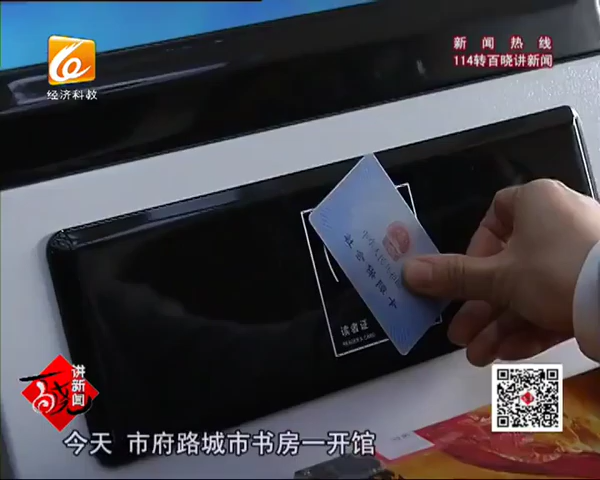 经济科教
新闻热线
114转百晓讲新闻
社会保障卡
读者证
READER'S CARD
百晓
讲新闻
今天 市府路城市书房一开馆